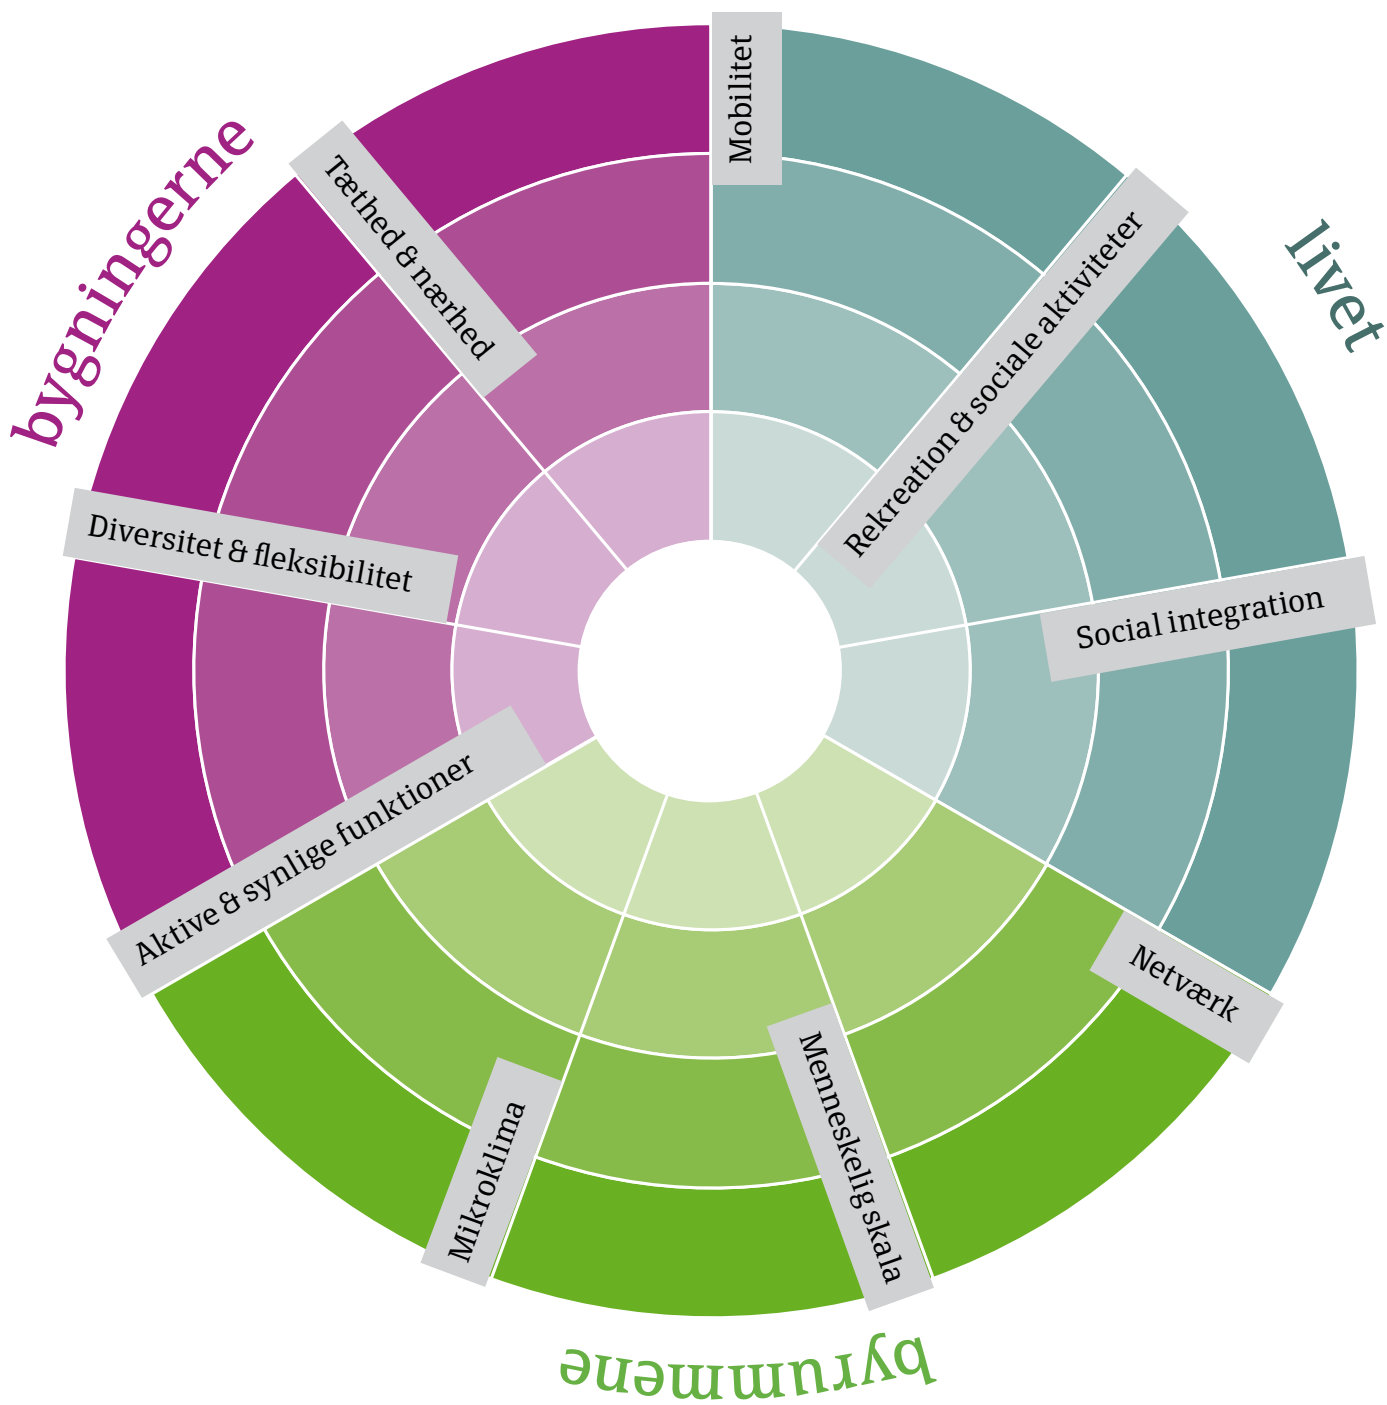 livet
Mobilitet
Rekreation & sociale aktiviteter
Social integration
byrummene
Netværk
Menneskelig skala
Mikroklima
bygningerne
Aktive & synlige funktioner
Diversitet & fleksibilitet
Tæthed & nærhed